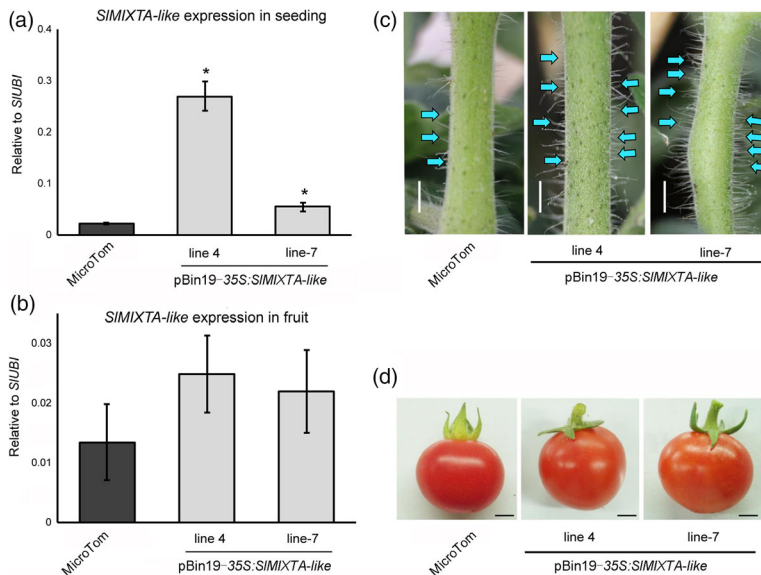 (a)
SlMIXTA-like expression in seeding
Relative to SlUBI
0.4
0.3
0.2
0.1
0
*
*
MicroTom
line 4
line-7
pBin19-35S:SlMIXTA-like
(b)
SlMIXTA-like expression in fruit
Relative to SlUBI
0.03
0.02
0.01
0
MicroTom
line 4
line-7
pBin19-35S:SlMIXTA-like
(c)
MicroTom
line 4
line-7
pBin19-35S:SlMIXTA-like
(d)
MicroTom
line 4
line-7
pBin19-35S:SlMIXTA-like